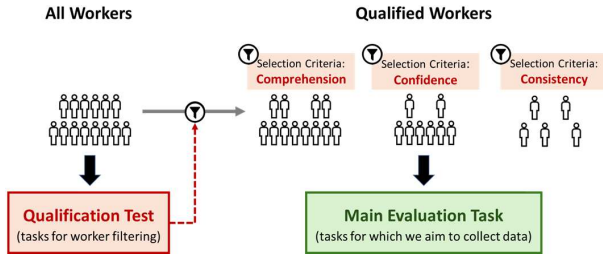 All Workers
Qualified Workers
Selection Criteria:
Comprehension
Selection Criteria:
Confidence
Selection Criteria:
Consistency
Qualification Test
(tasks for worker filtering)
Main Evaluation Task
(tasks for which we aim to collect data)